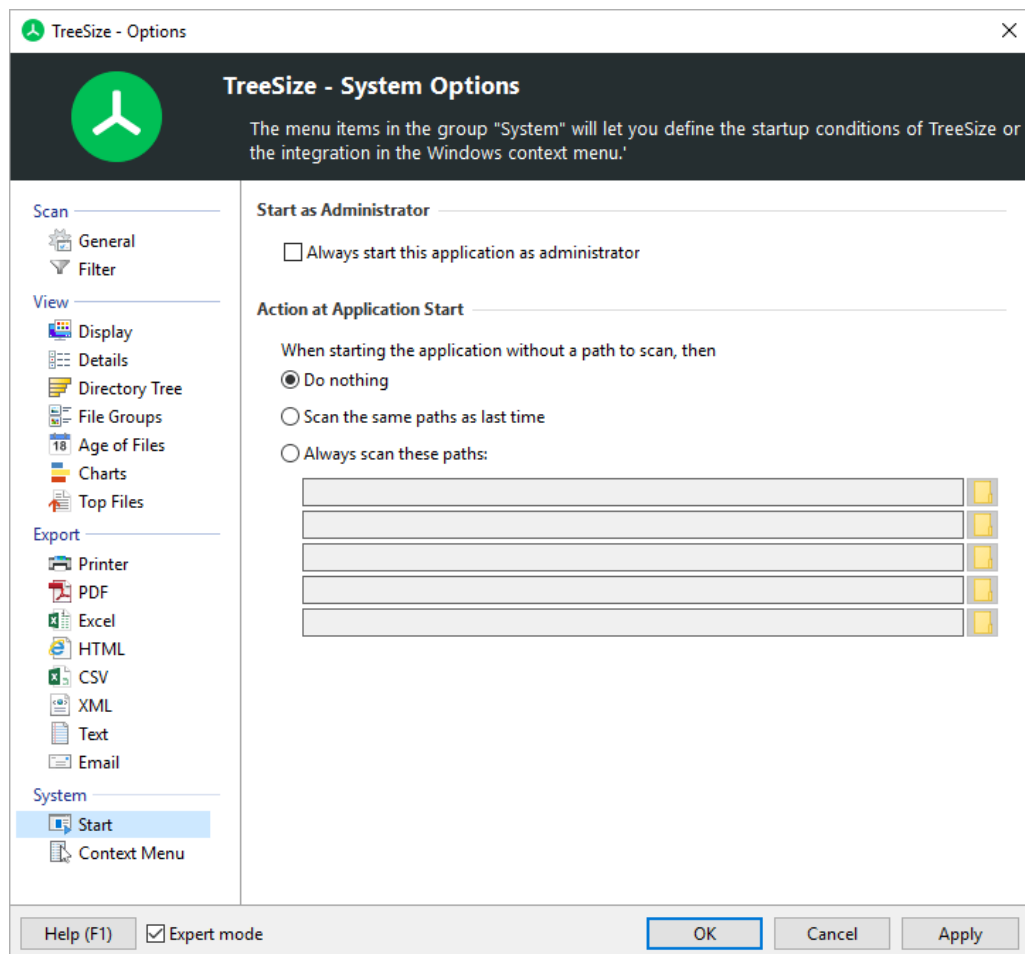 TreeSize - Options
TreeSize - System Options
The menu items in the group "System" will let you define the startup conditions of TreeSize or
the integration in the Windows context menu.'
Scan
General
Filter
View
Display
Details
Directory Tree
File Groups
18
Age of Files
Charts
Top Files
Export
Printer
PDF
Excel
HTML
CSV
XML
Text
Email
System
Start
Context Menu
Start as Administrator
Always start this application as administrator
Action at Application Start
When starting the application without a path to scan, then
Do nothing
Scan the same paths as last time
Always scan these paths:
Help (F1)
Expert mode
OK
Cancel
Apply